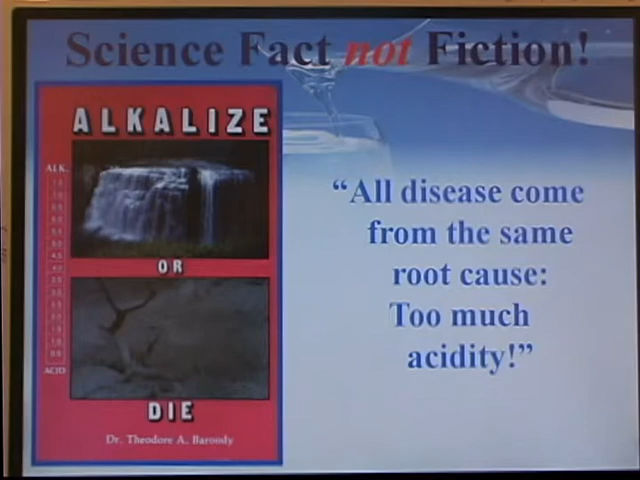 Science Fact not Fiction!
ALKALIZE
ALK.
OR
ACID
DIE
Dr. Theodore A. Baroody
“All disease come
from the same
root cause:
Too much
acidity!”